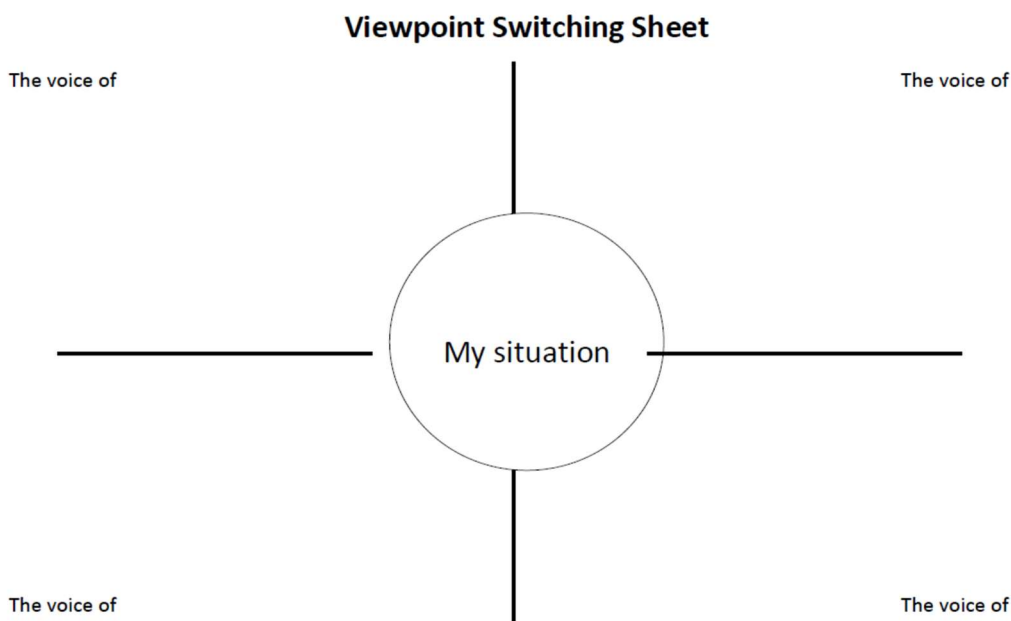 Viewpoint Switching Sheet
The voice of
The voice of
My situation
The voice of
The voice of